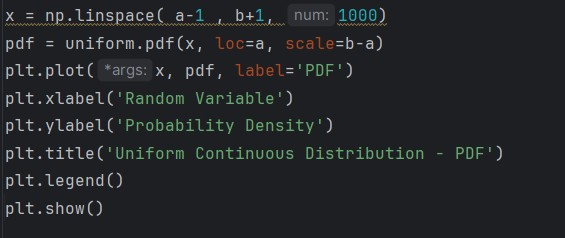 x = np.linspace( a-1 , b+1, num: 1000)
pdf = uniform.pdf(x, loc=a, scale=b-a)
plt.plot( *args: x, pdf, label='PDF')
plt.xlabel('Random Variable')
plt.ylabel('Probability Density')
plt.title('Uniform Continuous Distribution - PDF')
plt.legend()
plt.show()